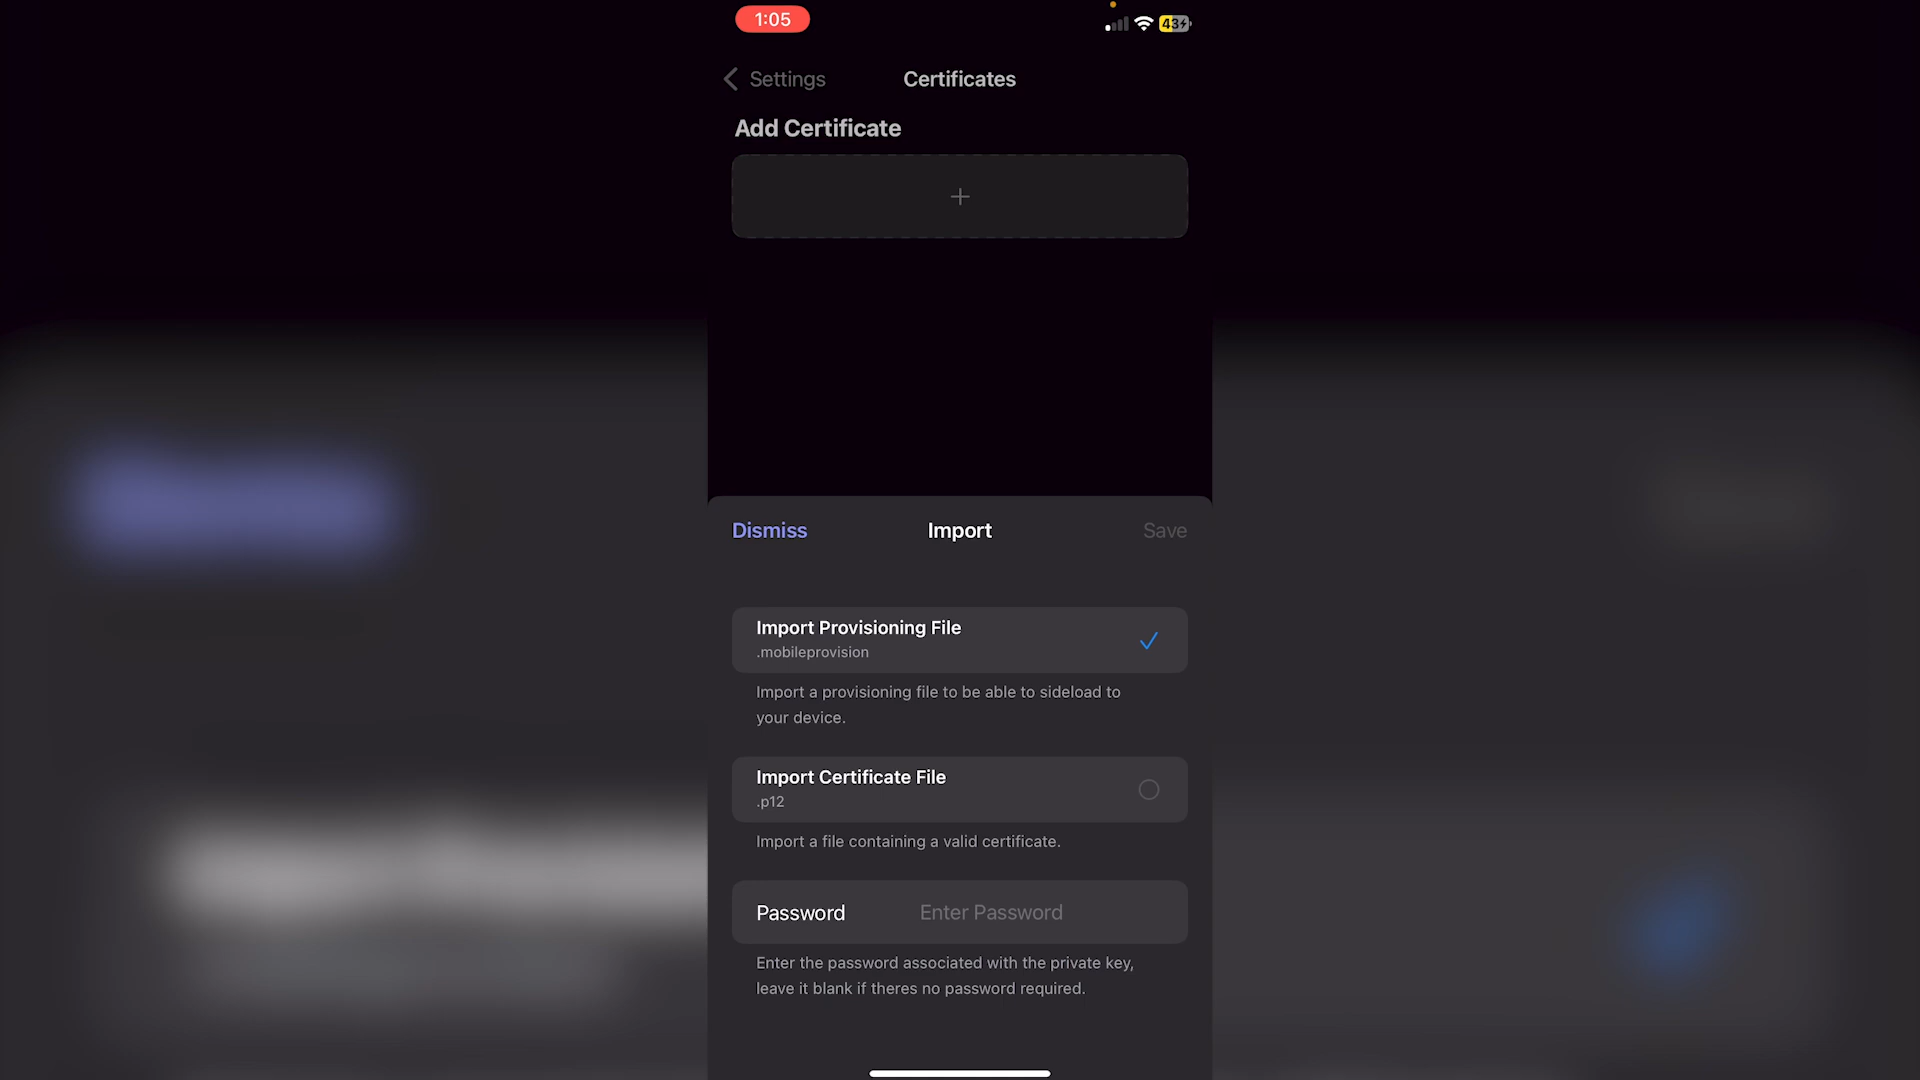 1:05
43
Settings
Certificates
Add Certificate
Dismiss
Import
Save
Import Provisioning File
.mobileprovision
Import a provisioning file to be able to sideload to
your device.
Import Certificate File
.p12
Import a file containing a valid certificate.
Password
Enter Password
Enter the password associated with the private key,
leave it blank if theres no password required.